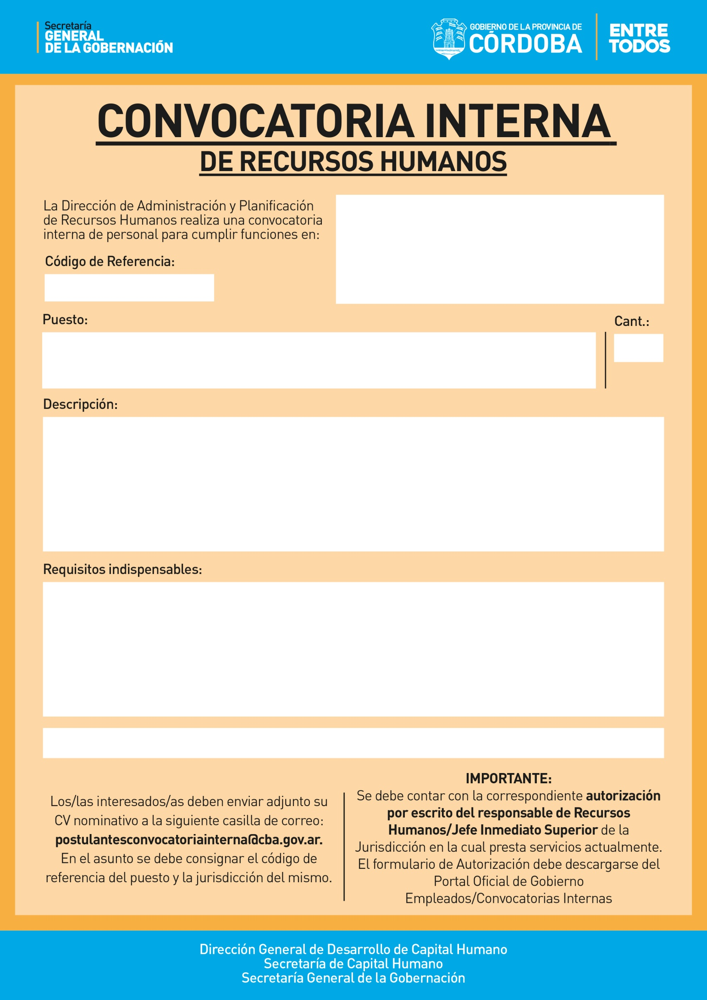 Secretaría
GENERAL
DE LA GOBERNACIÓN
GOBIERNO DE LA PROVINCIA DE
CÓRDOBA
ENTRE
TODOS
CONVOCATORIA INTERNA
DE RECURSOS HUMANOS
La Dirección de Administración y Planificación
de Recursos Humanos realiza una convocatoria
interna de personal para cumplir funciones en:
Código de Referencia:
Puesto:
Cant.:
Descripción:
Requisitos indispensables:
Los/las interesados/as deben enviar adjunto su
CV nominativo a la siguiente casilla de correo:
postulantesconvocatoriainterna@cba.gov.ar.
En el asunto se debe consignar el código de
referencia del puesto y la jurisdicción del mismo.
IMPORTANTE:
Se debe contar con la correspondiente autorización
por escrito del responsable de Recursos
Humanos/Jefe Inmediato Superior de la
Jurisdicción en la cual presta servicios actualmente.
El formulario de Autorización debe descargarse del
Portal Oficial de Gobierno
Empleados/Convocatorias Internas
Dirección General de Desarrollo de Capital Humano
Secretaría de Capital Humano
Secretaría General de la Gobernación